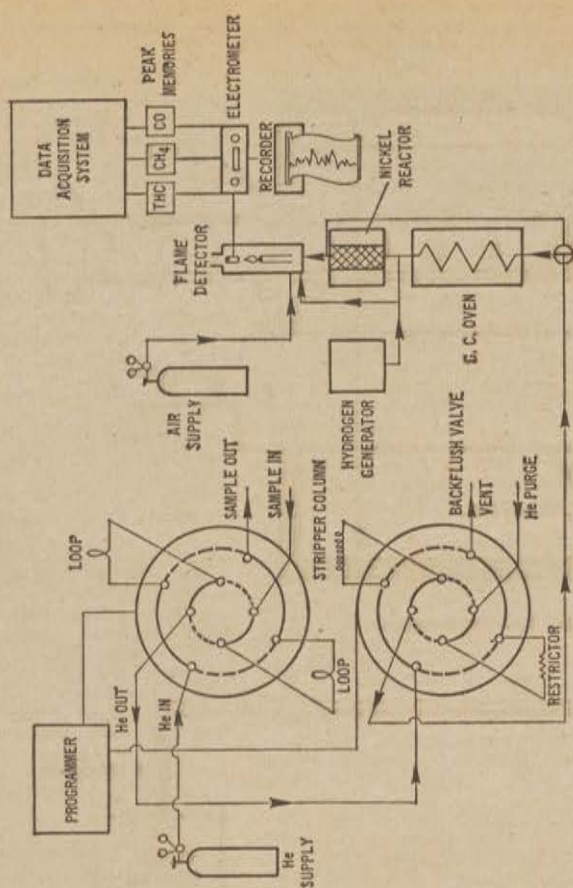 DATA
ACQUISITION
SYSTEM
PEAK
MEMORIES
THC
CH4
CO
ELECTROMETER
RECORDER
FLAME
DETECTOR
NICKEL
REACTOR
AIR
SUPPLY
HYDROGEN
GENERATOR
G. C. OVEN
LOOP
SAMPLE OUT
SAMPLE IN
STRIPPER COLUMN
BACKFLUSH VALVE
VENT
He PURGE
PROGRAMMER
He OUT
He IN
LOOP
RESTRICTOR
He
SUPPLY